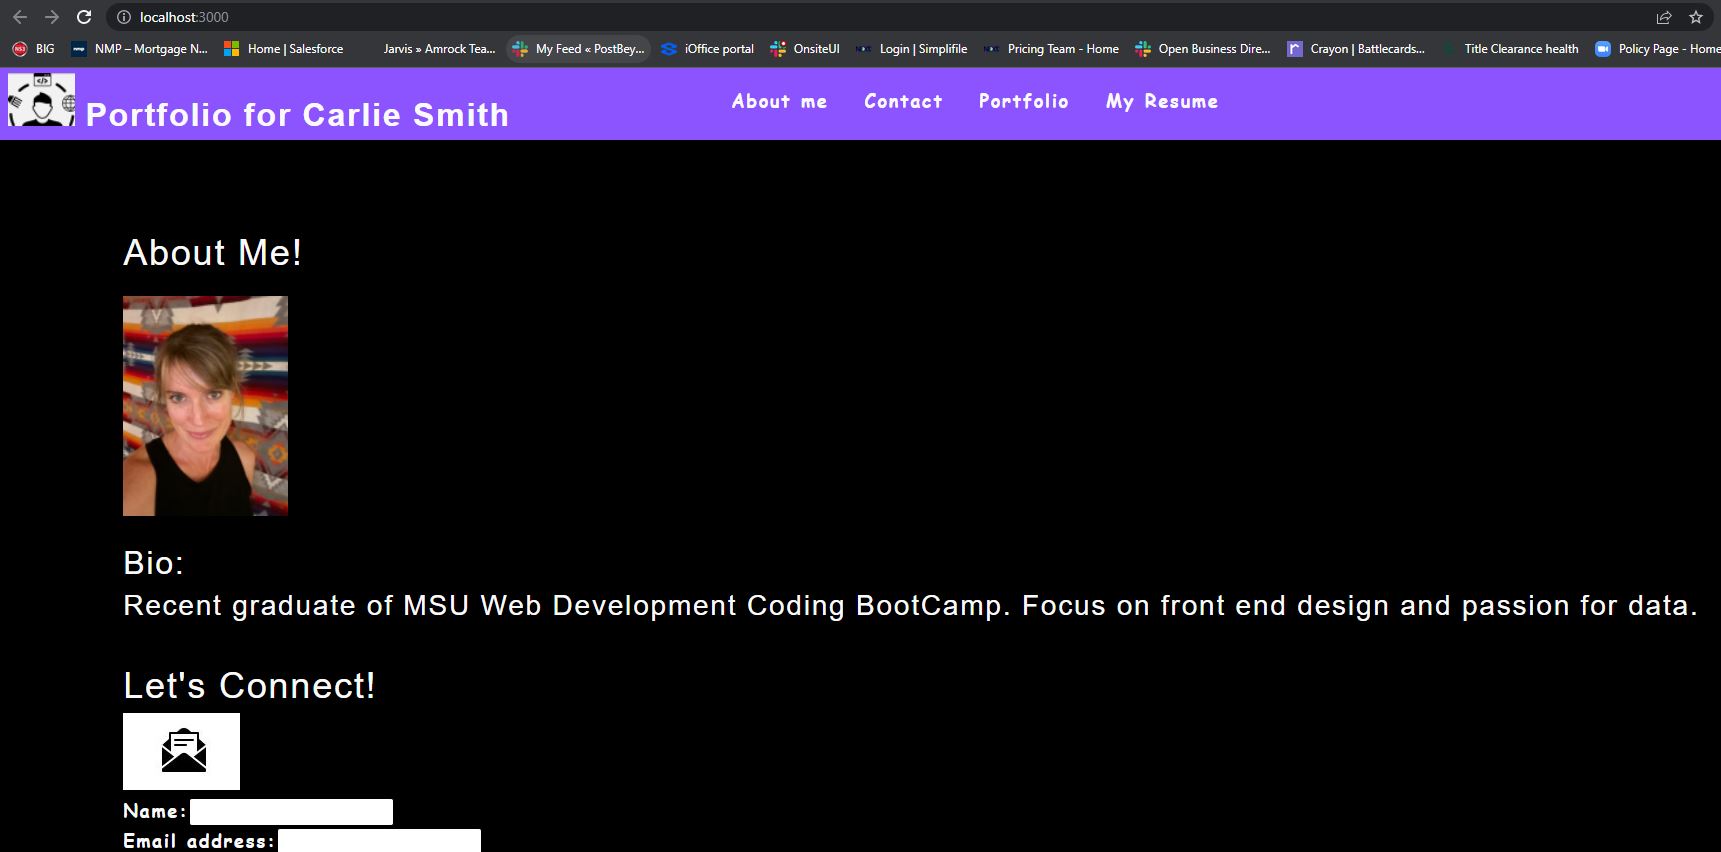 localhost:3000
BIG NMP – Mortgage N... Home | Salesforce Jarvis » Amrock Tea... My Feed « PostBey... iOffice portal OnsiteUI Login | Simplifile Pricing Team - Home Open Business Dire... Crayon | Battlecards... Title Clearance health Policy Page - Home
Portfolio for Carlie Smith About me Contact Portfolio My Resume
About Me!
Bio:
Recent graduate of MSU Web Development Coding BootCamp. Focus on front end design and passion for data.
Let's Connect!
Name:
Email address: